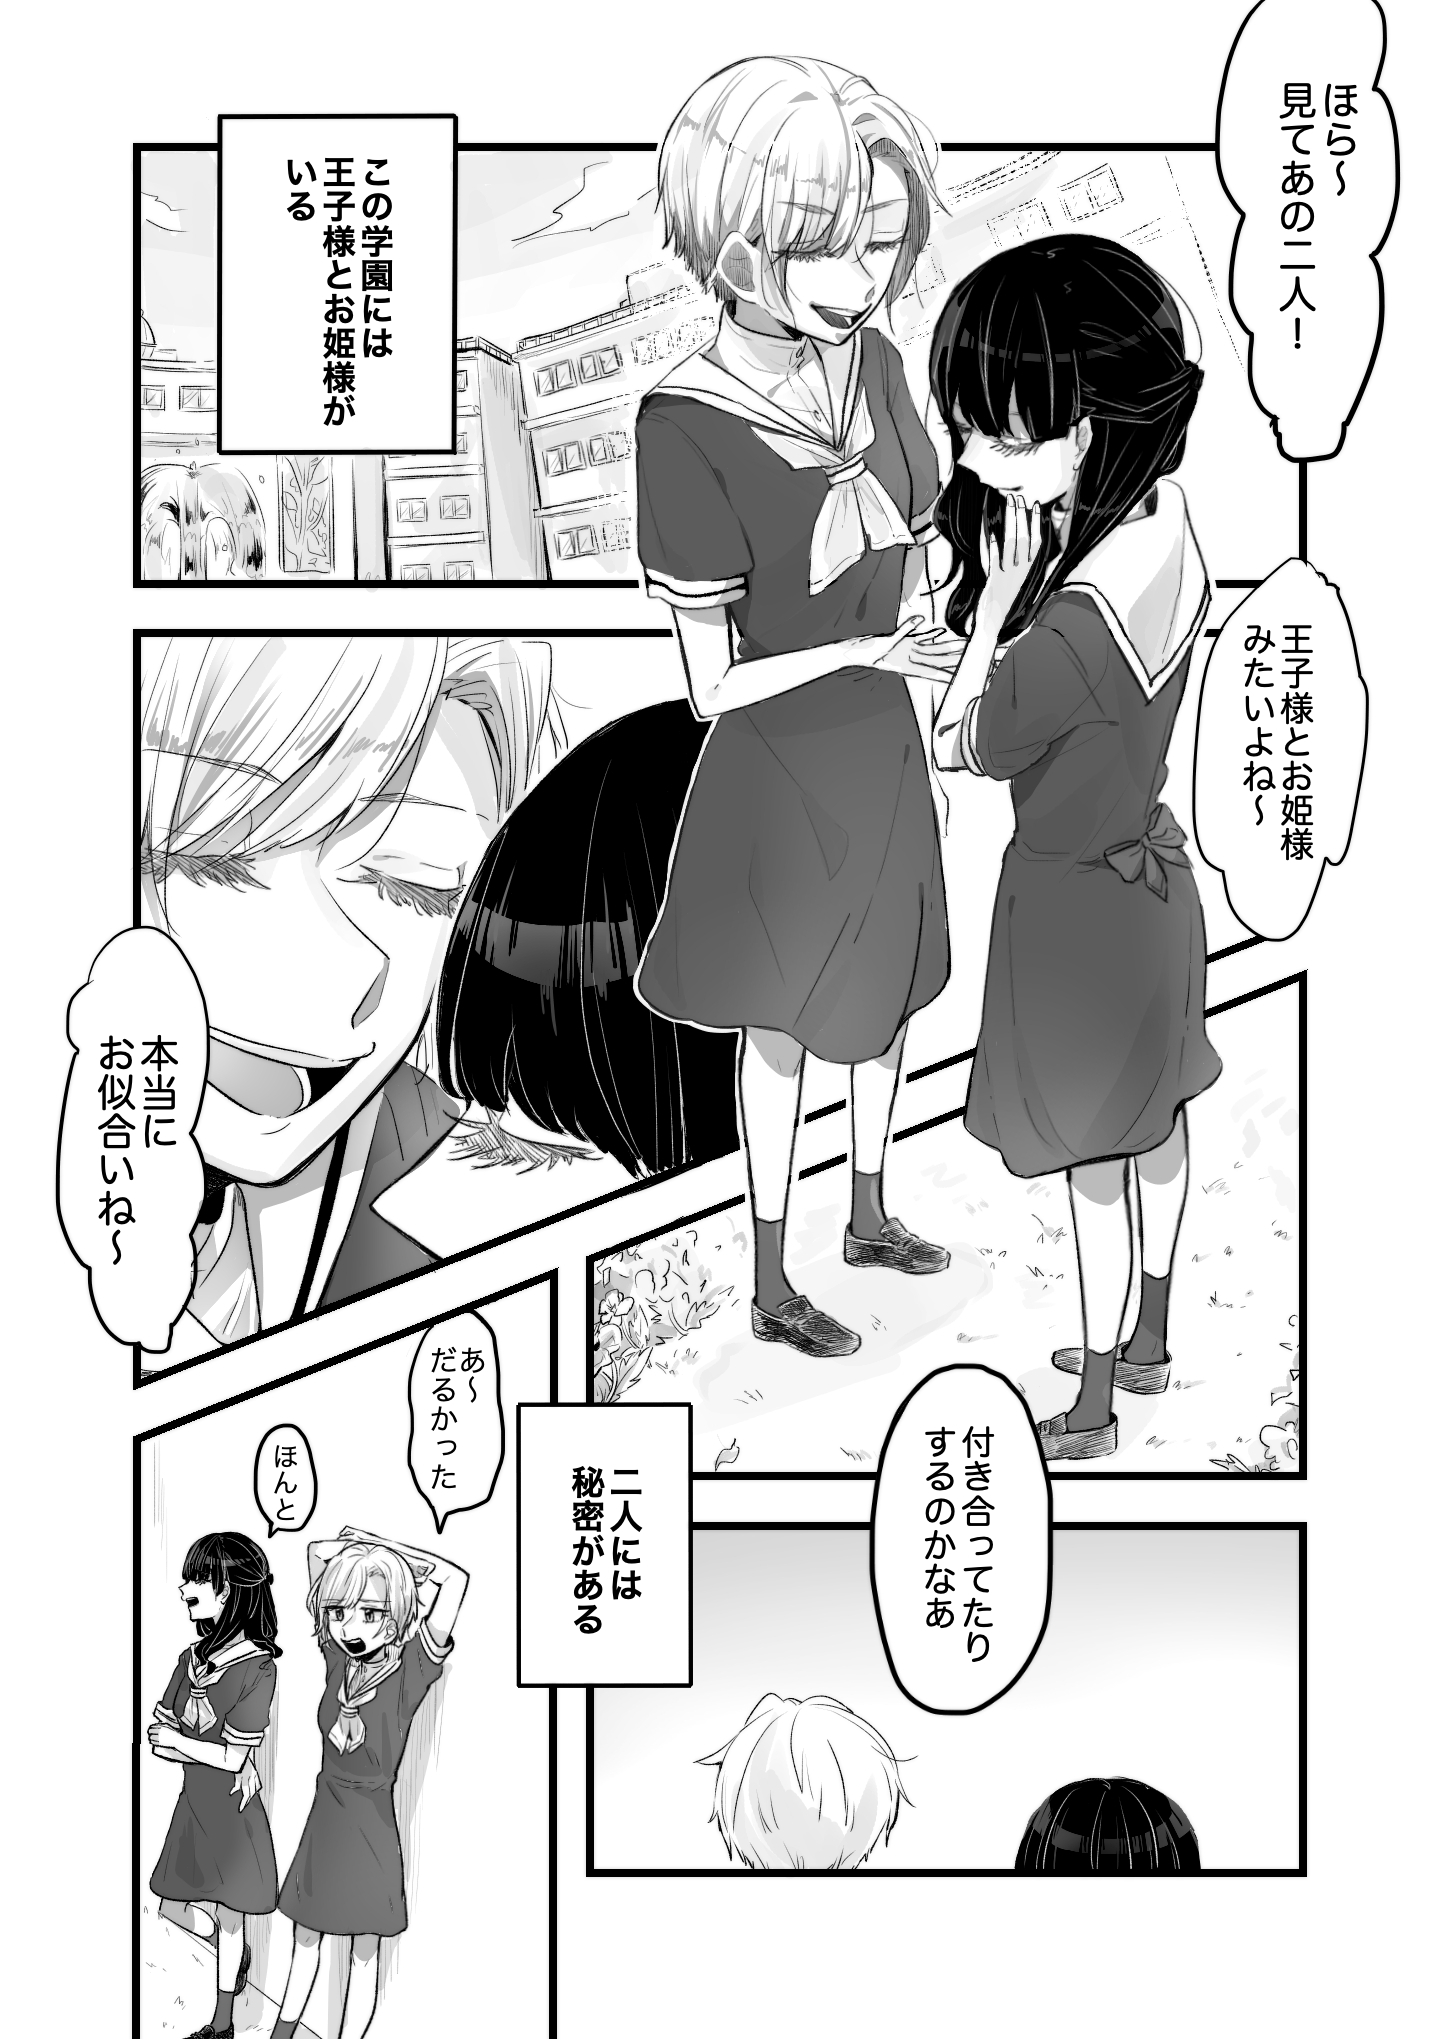 ほら〜
見てあの二人！
この学園には
王子様とお姫様が
いる
王子様とお姫様
みたいよね〜
本当に
お似合いね〜
付き合ってたり
するのかなあ
二人には
秘密がある
あ〜
だるかった
ほんと